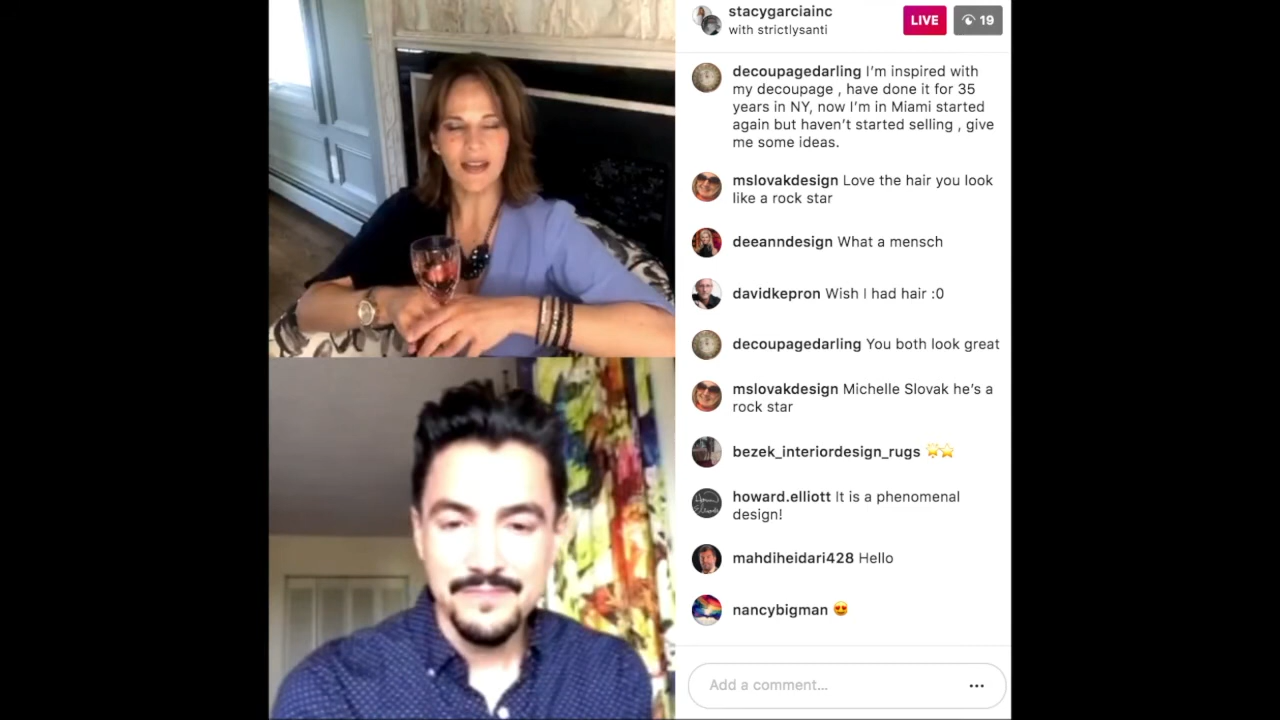 stacygarciainc
with strictlysanti
LIVE
19
decoupagedarling I’m inspired with
my decoupage , have done it for 35
years in NY, now I’m in Miami started
again but haven’t started selling , give
me some ideas.
mslovakdesign Love the hair you look
like a rock star
deeanndesign What a mensch
davidkepron Wish I had hair :0
decoupagedarling You both look great
mslovakdesign Michelle Slovak he’s a
rock star
bezek_interiordesign_rugs 🌟⭐
howard.elliott It is a phenomenal
design!
mahdiheidari428 Hello
nancybigman 😍
Add a comment...